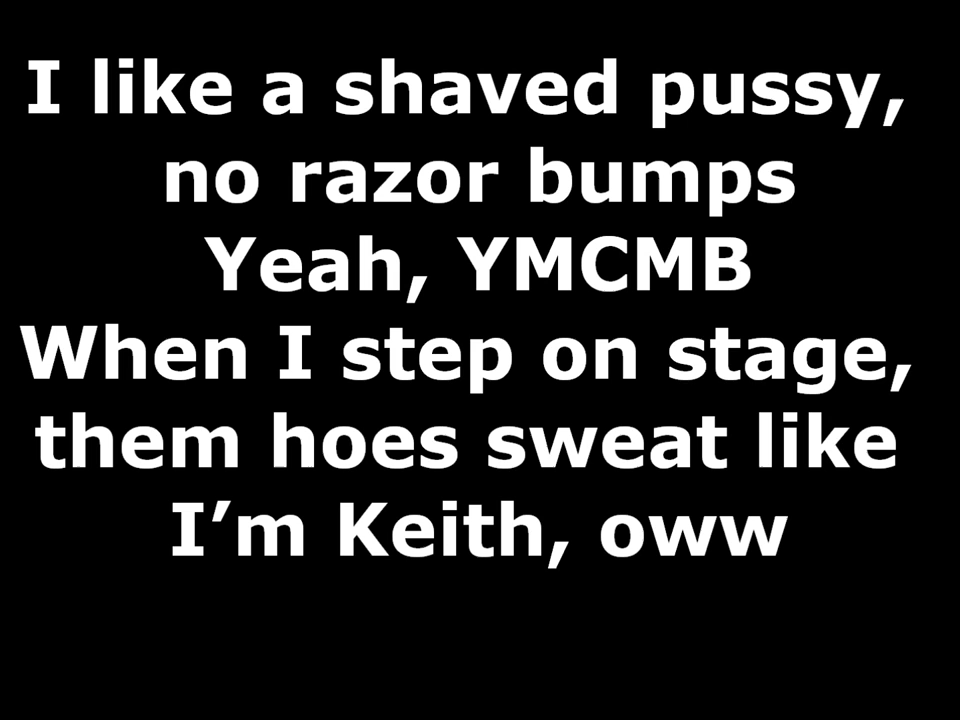 I like a shaved pussy,
no razor bumps
Yeah, YMCMB
When I step on stage,
them hoes sweat like
I’m Keith, oww